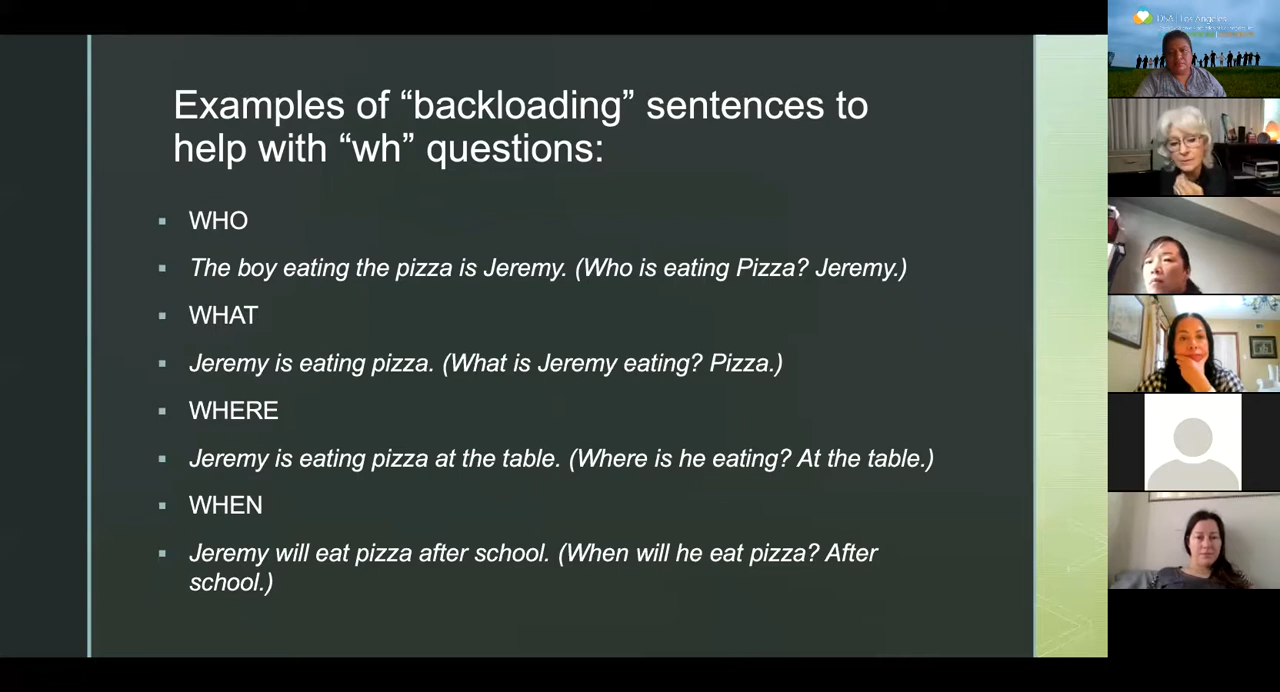 Examples of “backloading” sentences to
help with “wh” questions:
WHO
The boy eating the pizza is Jeremy. (Who is eating Pizza? Jeremy.)
WHAT
Jeremy is eating pizza. (What is Jeremy eating? Pizza.)
WHERE
Jeremy is eating pizza at the table. (Where is he eating? At the table.)
WHEN
Jeremy will eat pizza after school. (When will he eat pizza? After
school.)
Los Angeles